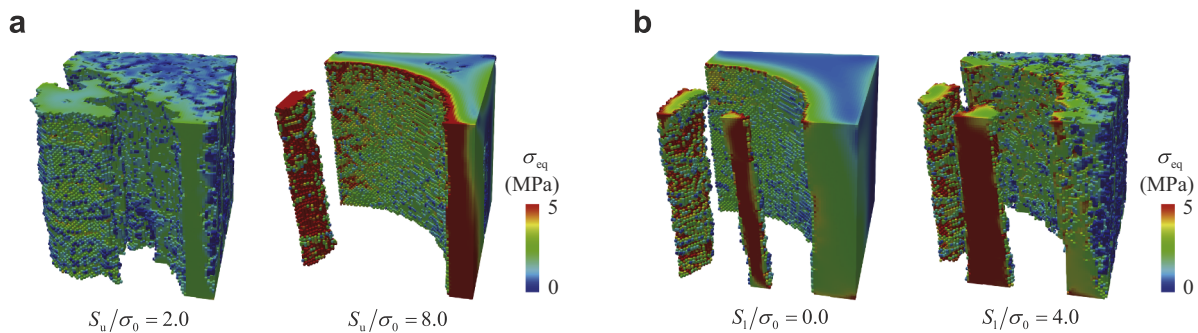 a
b
σeq
(MPa)
5
0
σeq
(MPa)
5
0
Su/σ0 = 2.0
Su/σ0 = 8.0
Sl/σ0 = 0.0
Sl/σ0 = 4.0